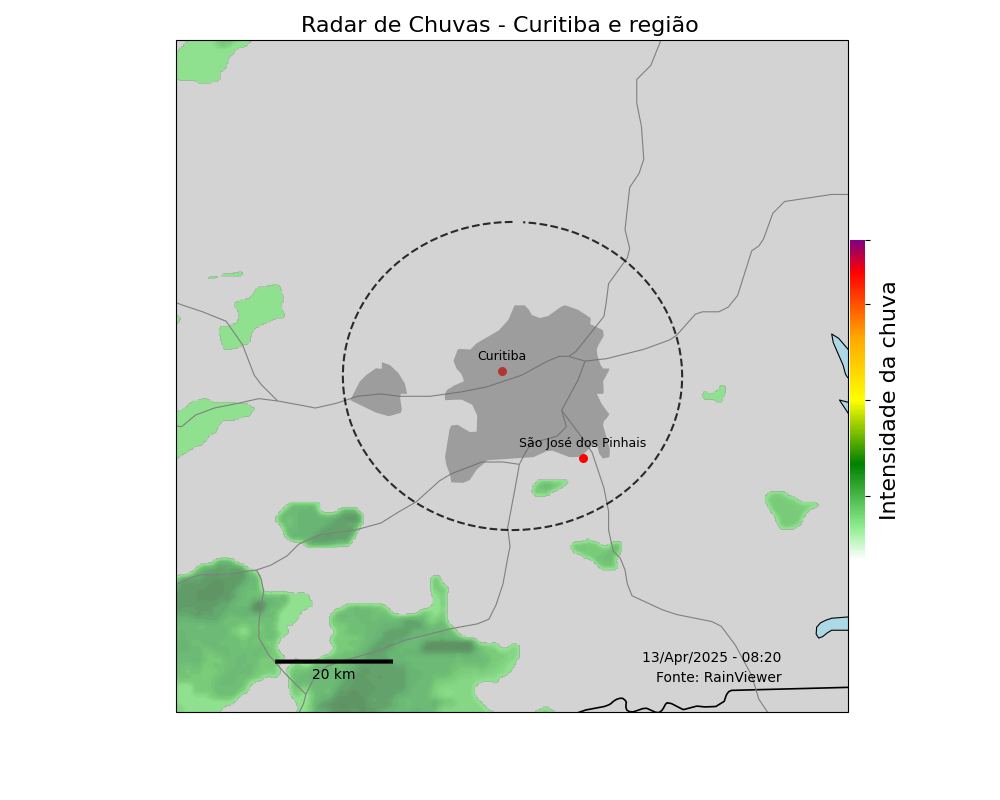 Radar de Chuvas - Curitiba e região
Curitiba
São José dos Pinhais
Intensidade da chuva
20 km
13/Apr/2025 - 08:20
Fonte: RainViewer